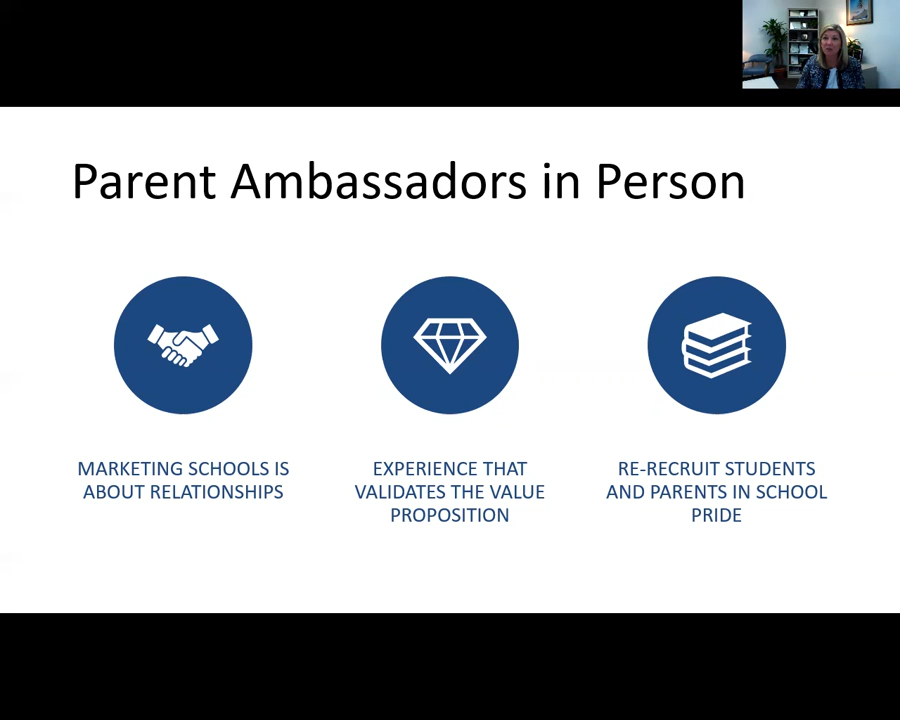 Parent Ambassadors in Person
MARKETING SCHOOLS IS
ABOUT RELATIONSHIPS
EXPERIENCE THAT
VALIDATES THE VALUE
PROPOSITION
RE-RECRUIT STUDENTS
AND PARENTS IN SCHOOL
PRIDE